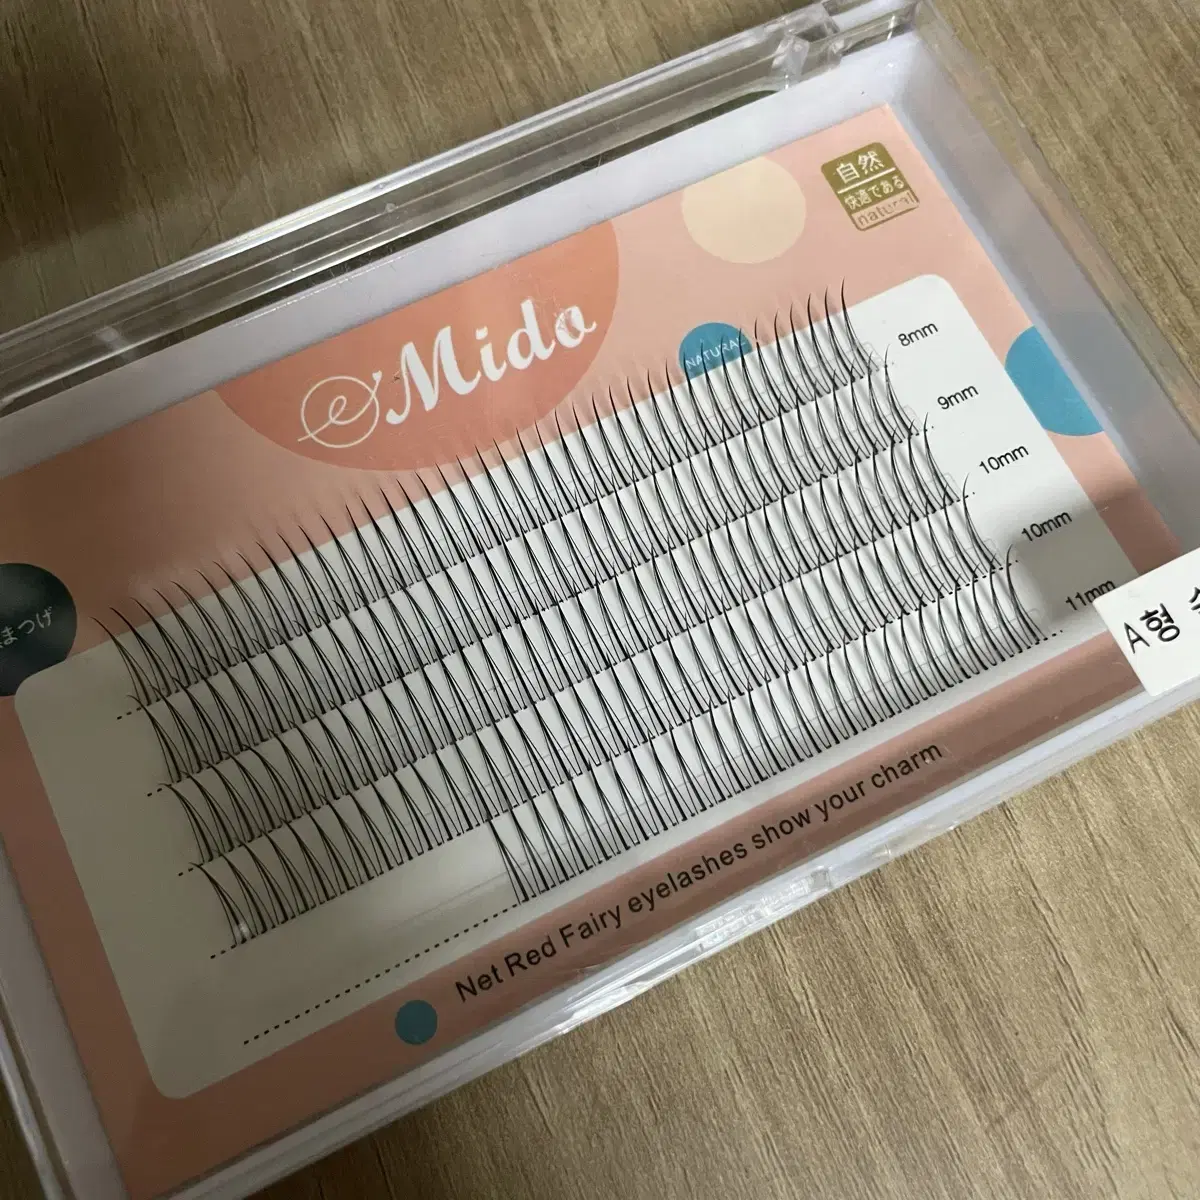 自然
快適である
natural
Mido
NATURAL
8mm
9mm
10mm
10mm
11mm
まつげ
A형
Net Red Fairy eyelashes show your charm